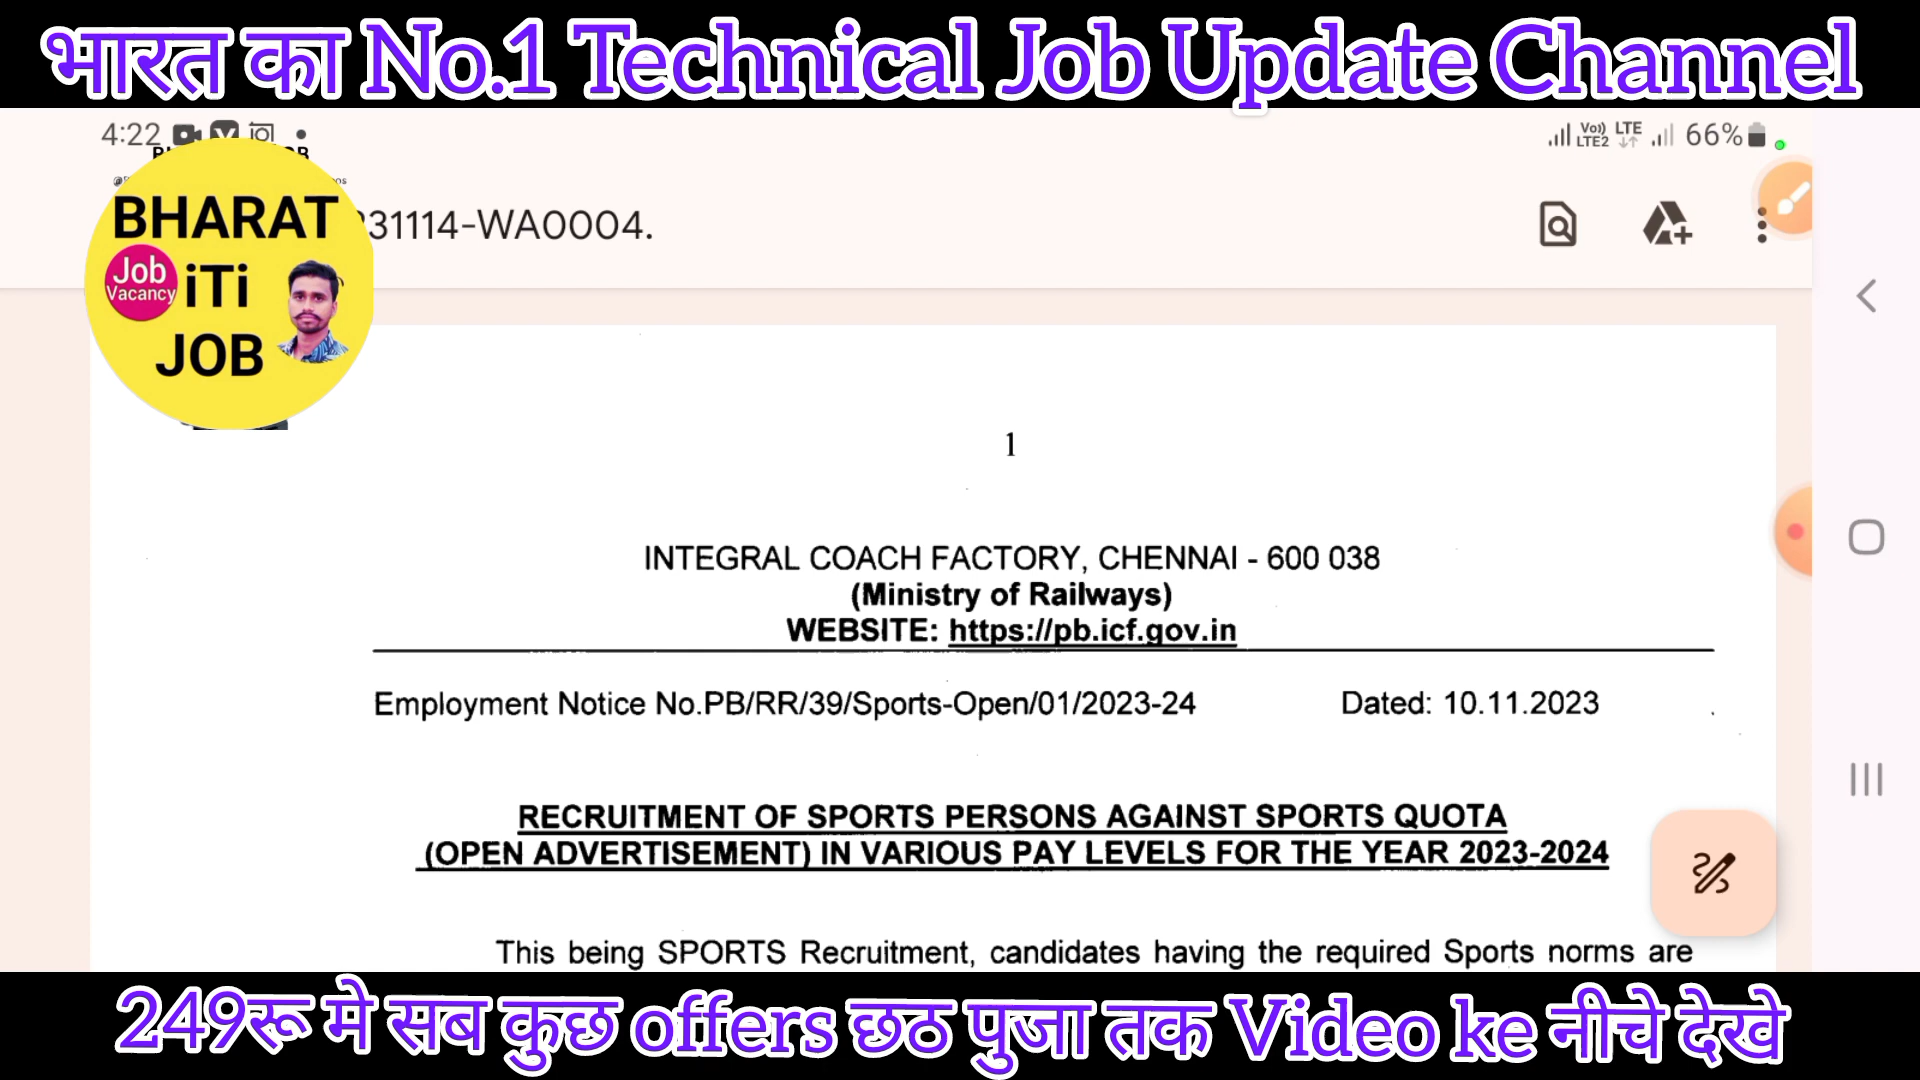 भारत का No.1 Technical Job Update Channel
4:22
Vo)) LTE
LTE2
66%
BHARAT
Job
Vacancy
iTi
JOB
31114-WA0004.
1
INTEGRAL COACH FACTORY, CHENNAI - 600 038
(Ministry of Railways)
WEBSITE: https://pb.icf.gov.in
Employment Notice No.PB/RR/39/Sports-Open/01/2023-24 Dated: 10.11.2023
RECRUITMENT OF SPORTS PERSONS AGAINST SPORTS QUOTA
(OPEN ADVERTISEMENT) IN VARIOUS PAY LEVELS FOR THE YEAR 2023-2024
This being SPORTS Recruitment, candidates having the required Sports norms are
249रू मे सब कुछ offers छठ पुजा तक Video ke नीचे देखे